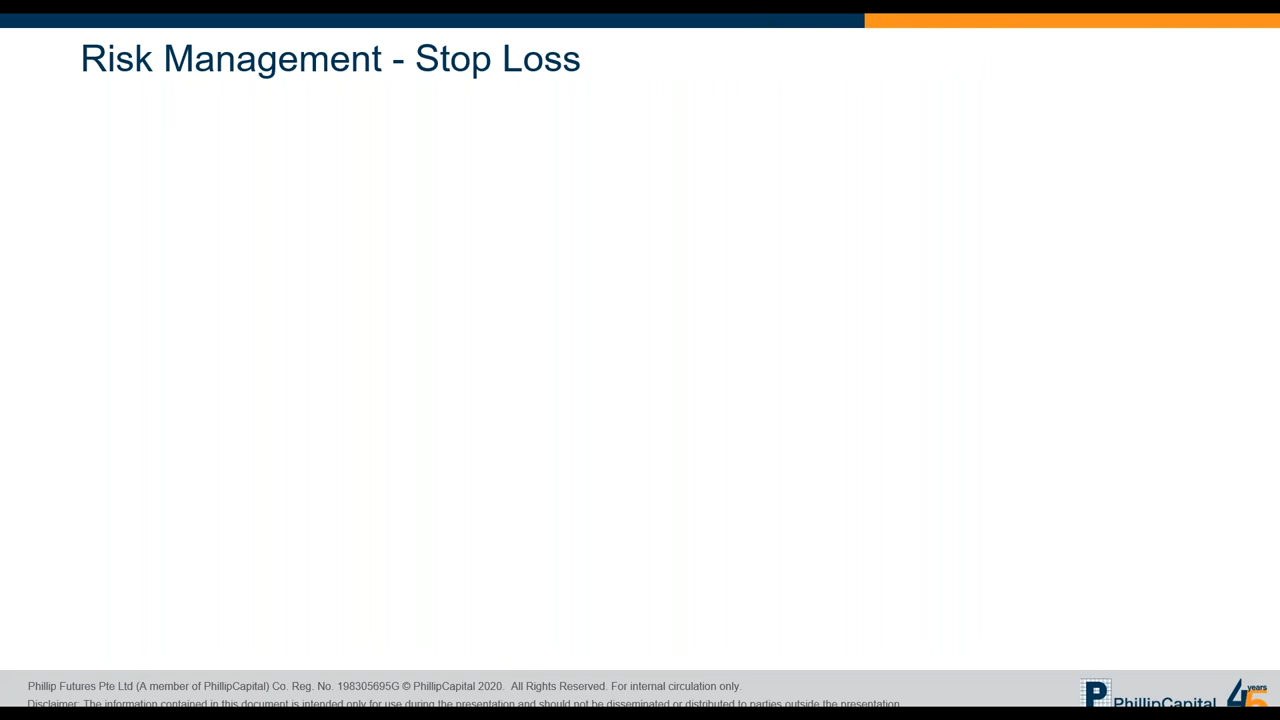 Risk Management - Stop Loss
Phillip Futures Pte Ltd (A member of PhillipCapital) Co. Reg. No. 198305695G © PhillipCapital 2020. All Rights Reserved. For internal circulation only.
Disclaimer: The information contained in this document is intended only for use during the presentation and should not be disseminated or distributed to parties outside the presentation.
P PhillipCapital
45 years